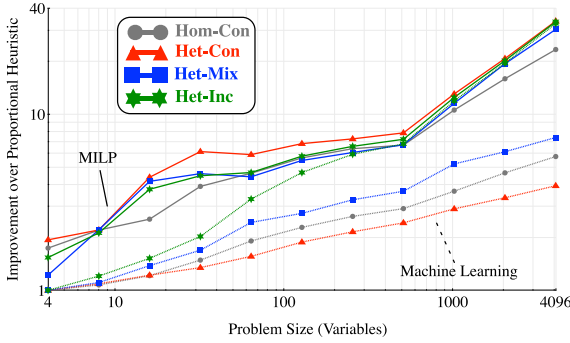 40
10
1
Improvement over Proportional Heuristic
Hom-Con
Het-Con
Het-Mix
Het-Inc
MILP
Machine Learning
4 10 100 1000 4096
Problem Size (Variables)